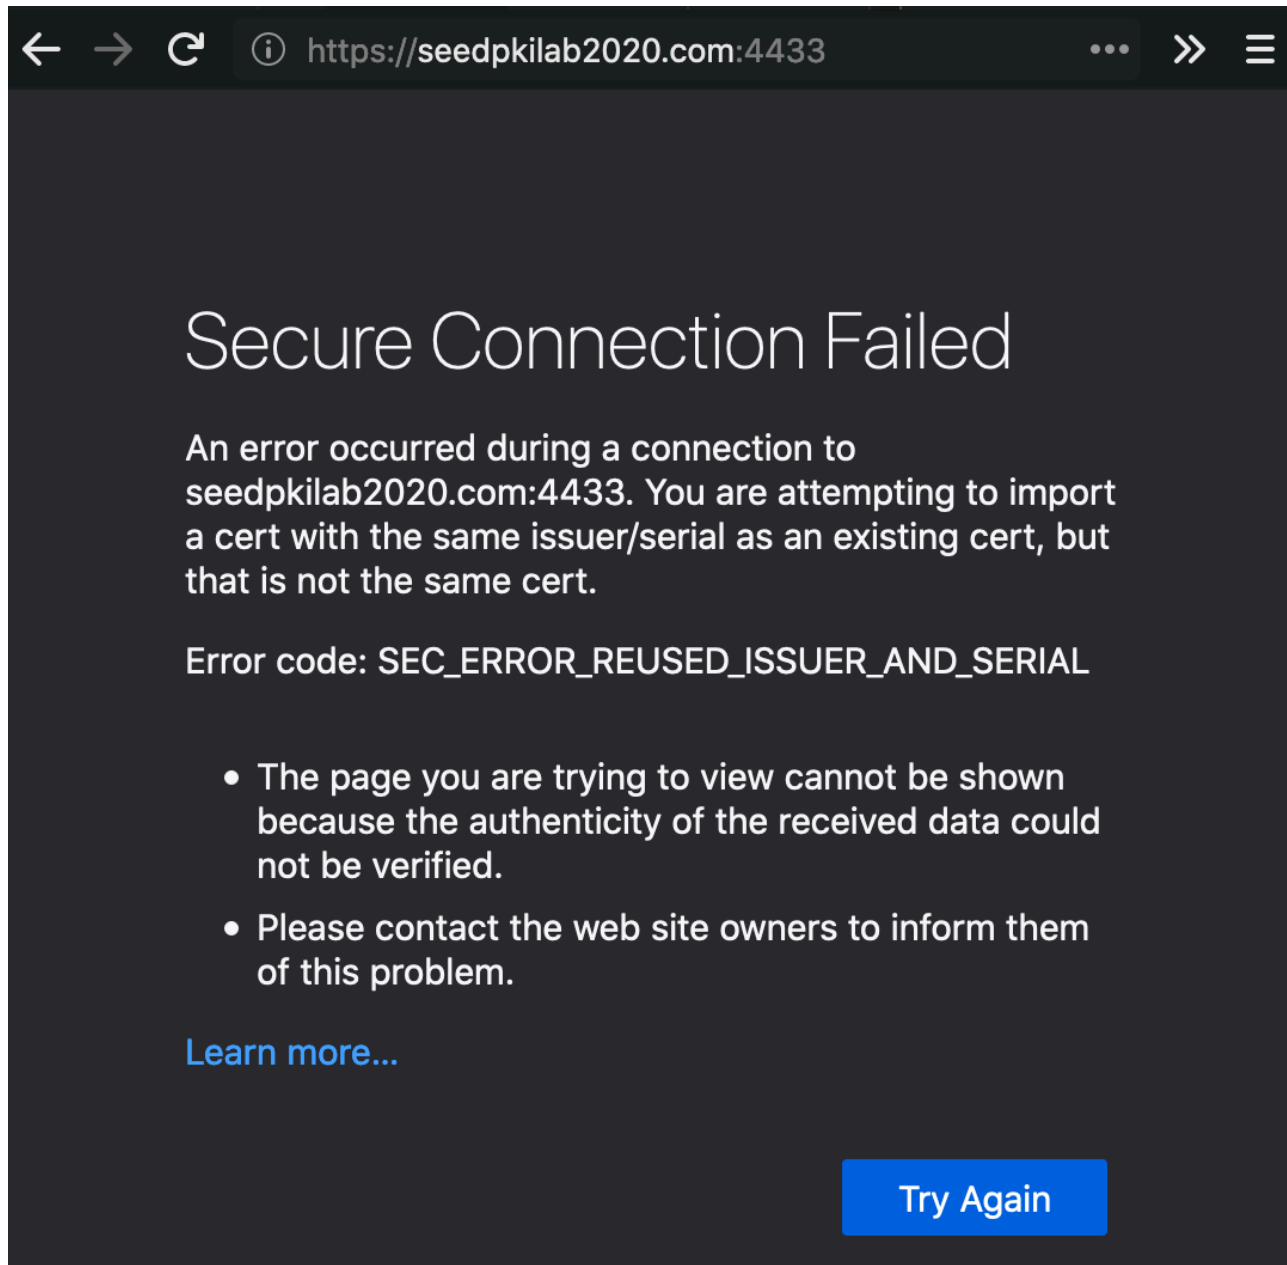 https://seedpkilab2020.com:4433
Secure Connection Failed
An error occurred during a connection to
seedpkilab2020.com:4433. You are attempting to import
a cert with the same issuer/serial as an existing cert, but
that is not the same cert.
Error code: SEC_ERROR_REUSED_ISSUER_AND_SERIAL
• The page you are trying to view cannot be shown
because the authenticity of the received data could
not be verified.
• Please contact the web site owners to inform them
of this problem.
Learn more...
Try Again